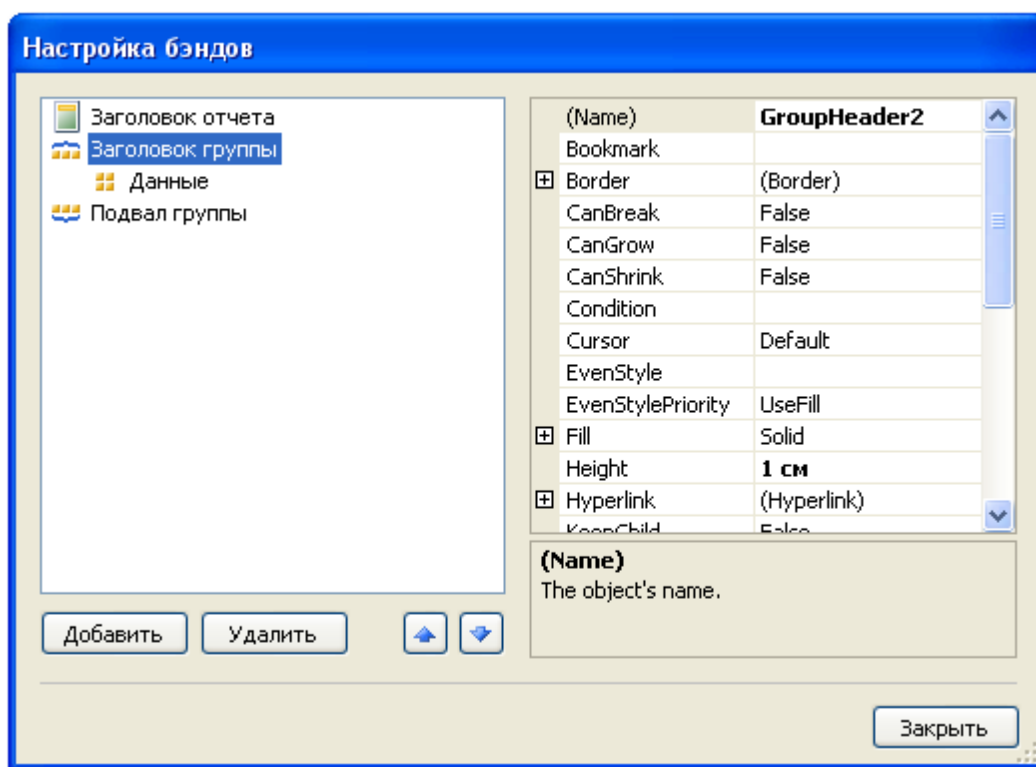 Настройка бэндов
Заголовок отчета
Заголовок группы
Данные
Подвал группы
Добавить
Удалить
(Name) GroupHeader2
Bookmark
Border (Border)
CanBreak False
CanGrow False
CanShrink False
Condition
Cursor Default
EvenStyle
EvenStylePriority UseFill
Fill Solid
Height 1 см
Hyperlink (Hyperlink)
KeepChild False
(Name)
The object's name.
Закрыть